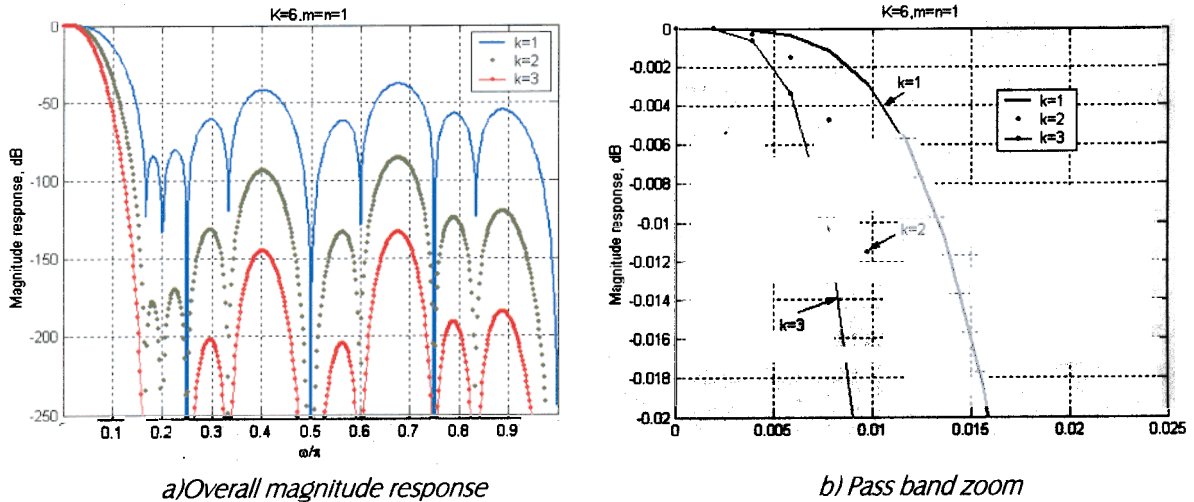 K=6,m=n=1
0
-50
-100
-150
-200
-250
Magnitude response, dB
k=1
k=2
k=3
0.1 0.2 0.3 0.4 0.5 0.6 0.7 0.8 0.9
ω/π
a)Overall magnitude response
K=6,m=n=1
0
-0.002
-0.004
-0.006
-0.008
-0.01
-0.012
-0.014
-0.016
-0.018
-0.02
Magnitude response, dB
k=1
k=1
k=2
k=3
k=2
k=3
0 0.005 0.01 0.015 0.02 0.025
b) Pass band zoom